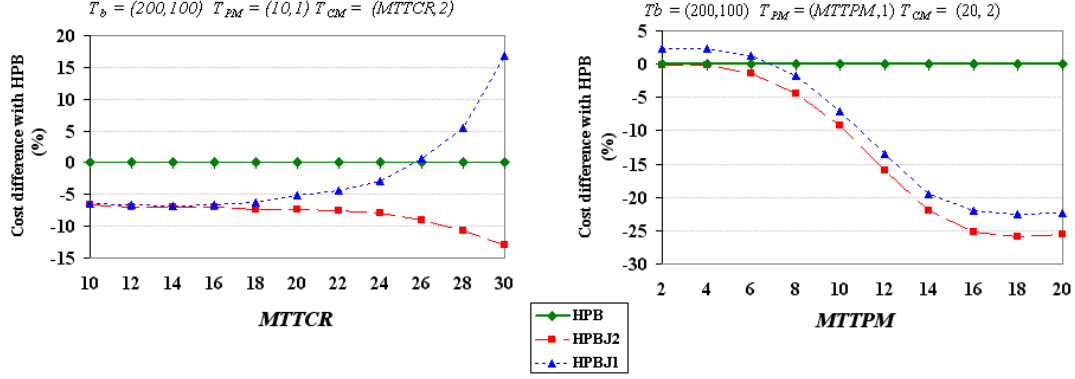 T_b = (200,100) T_PM = (10,1) T_CM = (MTTCR,2)
Cost difference with HPB
(%)
20
15
10
5
0
-5
-10
-15
10 12 14 16 18 20 22 24 26 28 30
MTTCR
Tb = (200,100) T_PM = (MTTPM,1) T_CM = (20, 2)
Cost difference with HPB
(%)
5
0
-5
-10
-15
-20
-25
-30
2 4 6 8 10 12 14 16 18 20
MTTPM
HPB
HPBJ2
HPBJ1